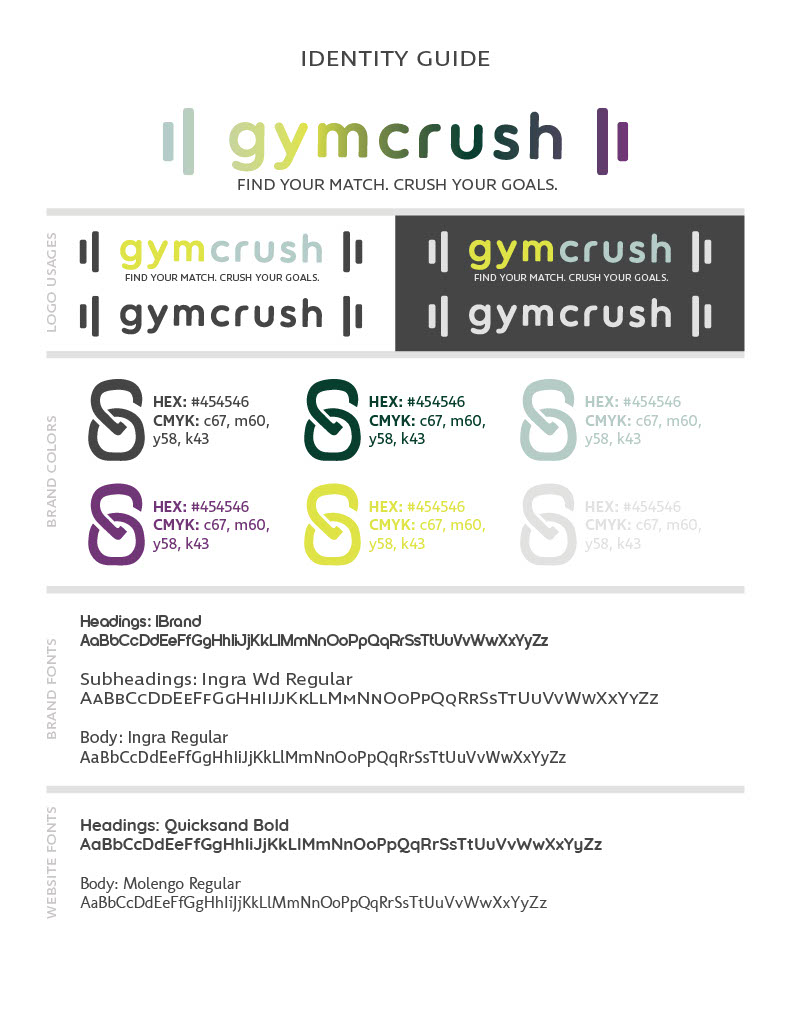 IDENTITY GUIDE
gymcrush
FIND YOUR MATCH. CRUSH YOUR GOALS.
LOGO USAGES
gymcrush
FIND YOUR MATCH. CRUSH YOUR GOALS.
gymcrush
gymcrush
FIND YOUR MATCH. CRUSH YOUR GOALS.
gymcrush
BRAND COLORS
HEX: #454546
CMYK: c67, m60,
y58, k43
HEX: #454546
CMYK: c67, m60,
y58, k43
HEX: #454546
CMYK: c67, m60,
y58, k43
HEX: #454546
CMYK: c67, m60,
y58, k43
HEX: #454546
CMYK: c67, m60,
y58, k43
HEX: #454546
CMYK: c67, m60,
y58, k43
BRAND FONTS
Headings: IBrand
AaBbCcDdEeFfGgHhIiJjKkLlMmNnOoPpQqRrSsTtUuVvWwXxYyZz
Subheadings: Ingra Wd Regular
AaBbCcDdEeFfGgHhIiJjKkLlMmNnOoPpQqRrSsTtUuVvWwXxYyZz
Body: Ingra Regular
AaBbCcDdEeFfGgHhIiJjKkLlMmNnOoPpQqRrSsTtUuVvWwXxYyZz
WEBSITE FONTS
Headings: Quicksand Bold
AaBbCcDdEeFfGgHhIiJjKkLlMmNnOoPpQqRrSsTtUuVvWwXxYyZz
Body: Molengo Regular
AaBbCcDdEeFfGgHhIiJjKkLlMmNnOoPpQqRrSsTtUuVvWwXxYyZz